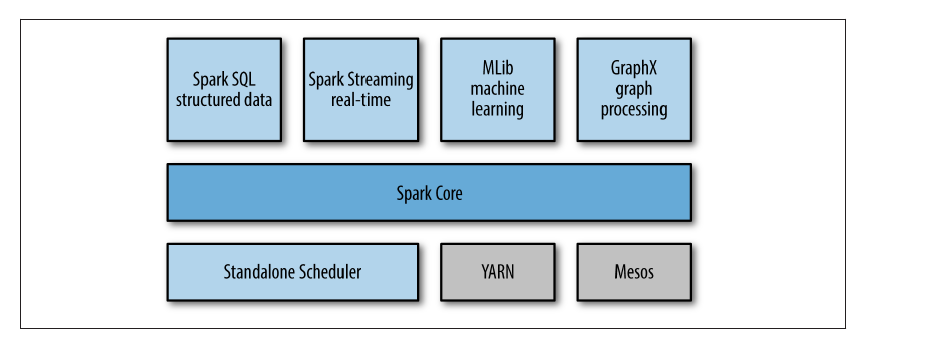 Spark SQL
structured data
Spark Streaming
real-time
MLib
machine
learning
GraphX
graph
processing
Spark Core
Standalone Scheduler
YARN
Mesos